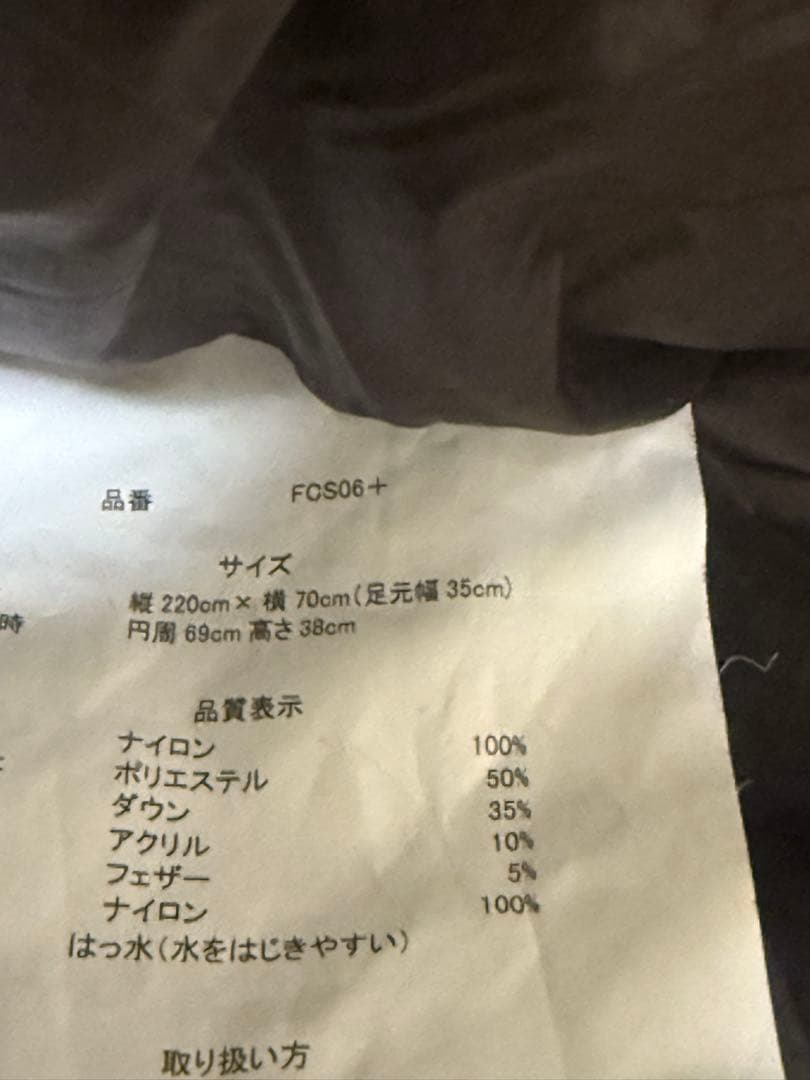 品番 FCS06＋
サイズ
縦 220cm× 横 70cm(足元幅 35cm)
時
円周 69cm 高さ 38cm
品質表示
ナイロン 100%
ポリエステル 50%
ダウン 35%
アクリル 10%
フェザー 5%
ナイロン 100%
はっ水(水をはじきやすい)
取り扱い方